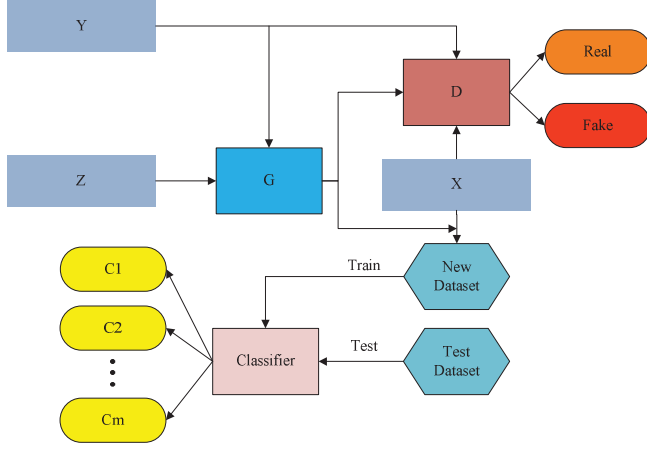 Y
Real
D
Fake
Z
G
X
C1
Train
New
Dataset
C2
Classifier
Test
Test
Dataset
Cm